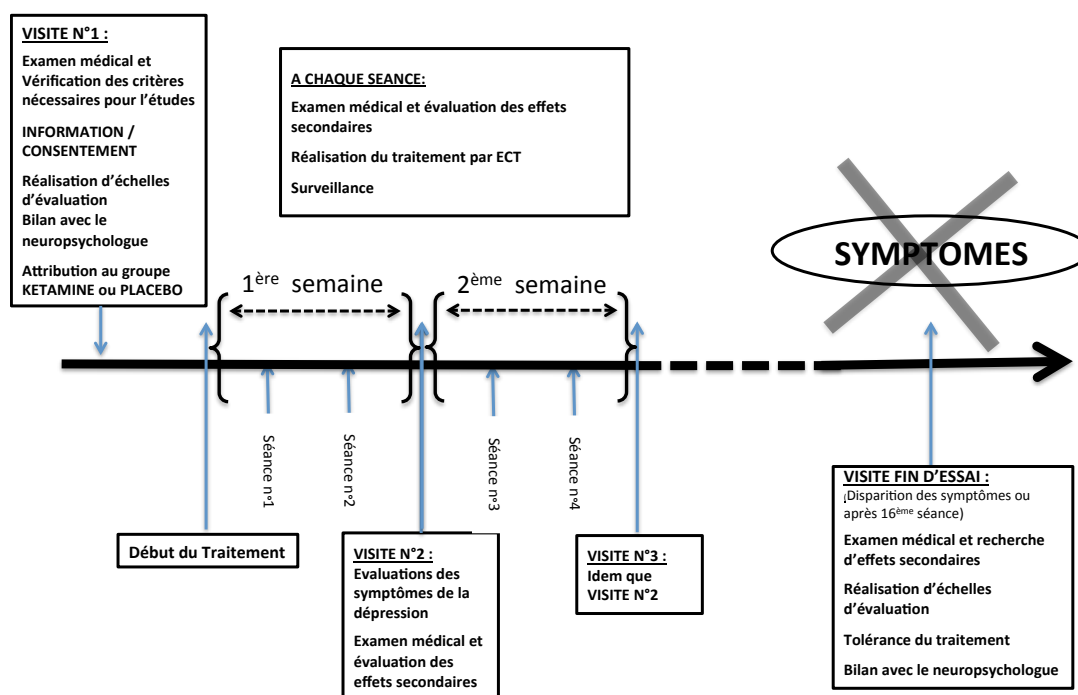 VISITE N°1 :
Examen médical et
Vérification des critères
nécessaires pour l'études
INFORMATION /
CONSENTEMENT
Réalisation d'échelles
d'évaluation
Bilan avec le
neuropsychologue
Attribution au groupe
KETAMINE ou PLACEBO
A CHAQUE SEANCE:
Examen médical et évaluation des effets
secondaires
Réalisation du traitement par ECT
Surveillance
SYMPTOMES
1ère semaine
2ème semaine
Séance n°1
Séance n°2
Séance n°3
Séance n°4
Début du Traitement
VISITE N°2 :
Evaluations des
symptômes de la
dépression
Examen médical et
évaluation des
effets secondaires
VISITE N°3 :
Idem que
VISITE N°2
VISITE FIN D'ESSAI :
(Disparition des symptômes ou
après 16ème séance)
Examen médical et recherche
d'effets secondaires
Réalisation d'échelles
d'évaluation
Tolérance du traitement
Bilan avec le neuropsychologue